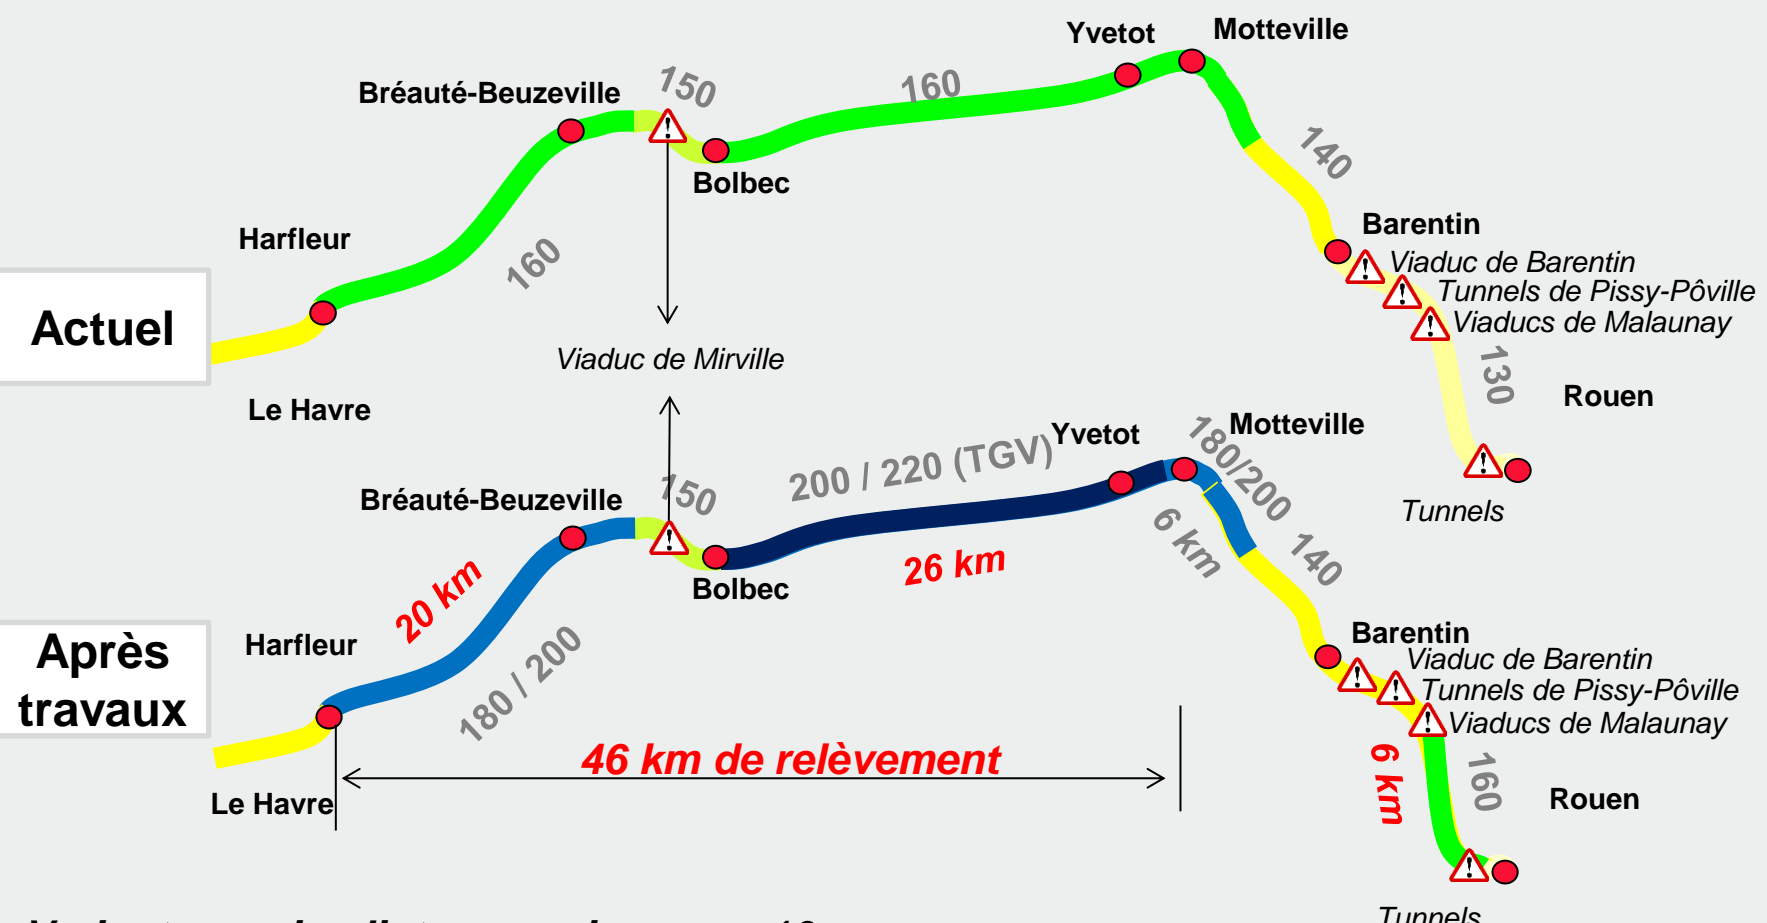 Yvetot
Motteville
Bréauté-Beuzeville
150
160
140
Bolbec
Harfleur
160
Barentin
Viaduc de Barentin
Tunnels de Pissy-Pôville
Viaducs de Malaunay
Actuel
Viaduc de Mirville
130
Rouen
Le Havre
Tunnels
Yvetot
Motteville
180/200
200 / 220 (TGV)
Bréauté-Beuzeville
150
6 km
140
26 km
Bolbec
20 km
Harfleur
180 / 200
Après
travaux
Barentin
Viaduc de Barentin
Tunnels de Pissy-Pôville
Viaducs de Malaunay
46 km de relèvement
6 km
160
Rouen
Le Havre
Tunnels